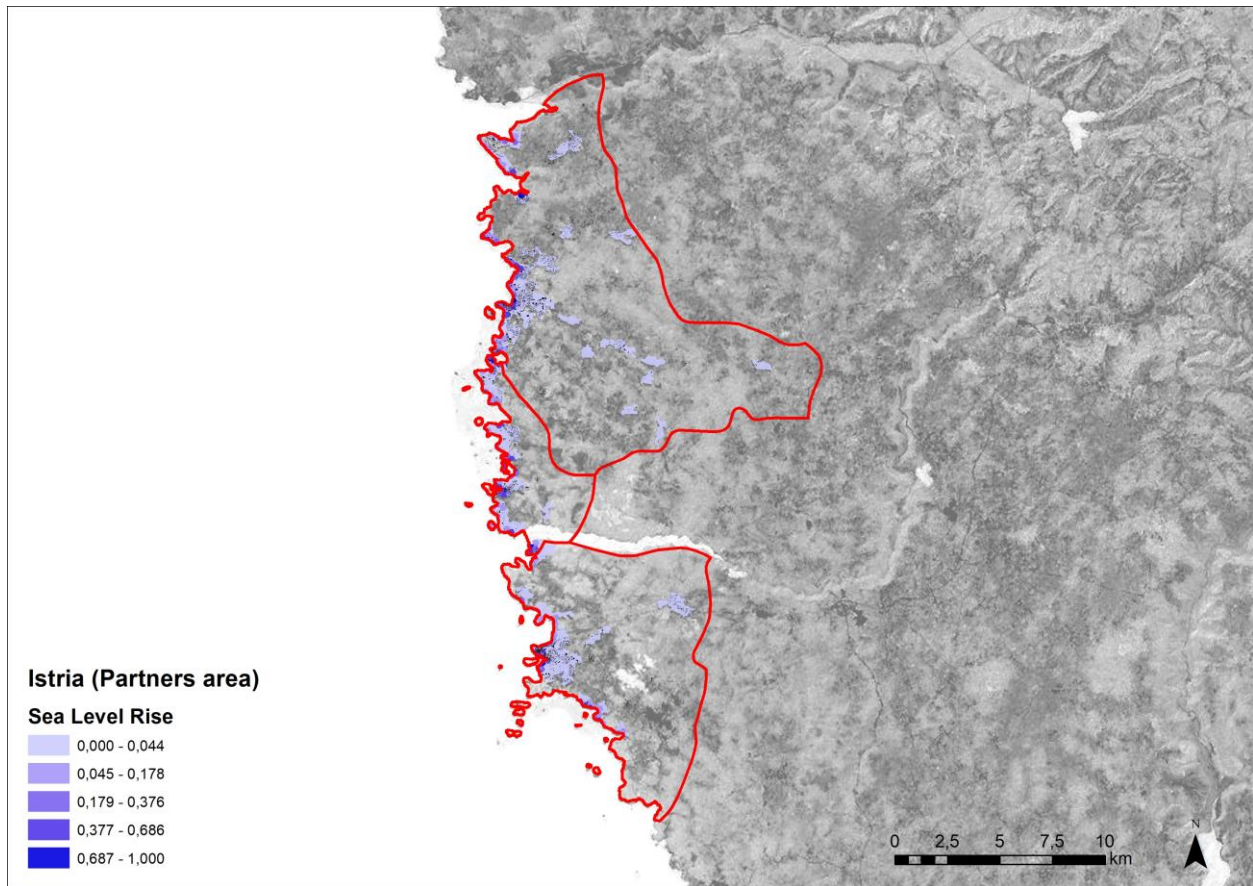 Istria (Partners area)
Sea Level Rise
0,000 - 0,044
0,045 - 0,178
0,179 - 0,376
0,377 - 0,686
0,687 - 1,000
N
0 2,5 5 7,5 10
km